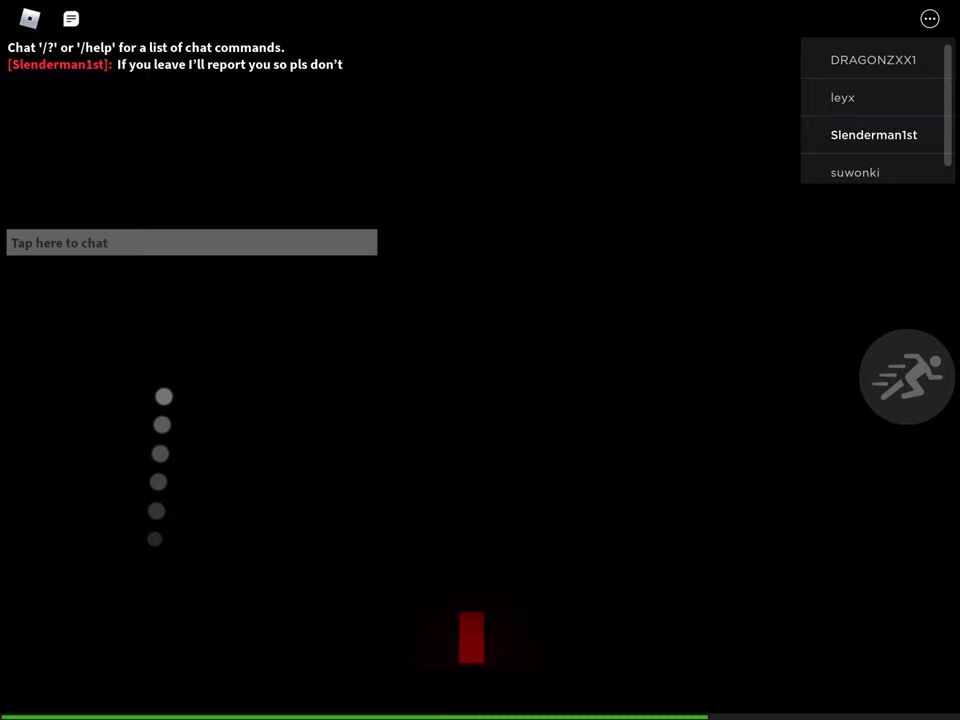 Chat '/?' or '/help' for a list of chat commands.
[Slenderman1st]: If you leave I’ll report you so pls don’t
DRAGONZXX1
leyx
Slenderman1st
suwonki
Tap here to chat